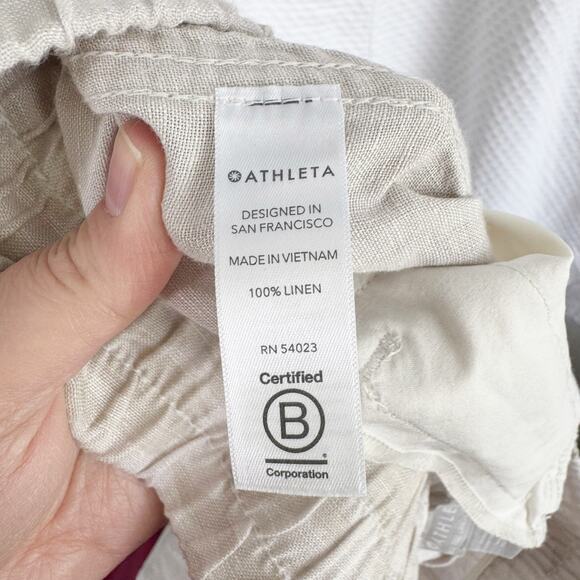 ATHLETA
DESIGNED IN
SAN FRANCISCO
MADE IN VIETNAM
100% LINEN
RN 54023
Certified
B
Corporation